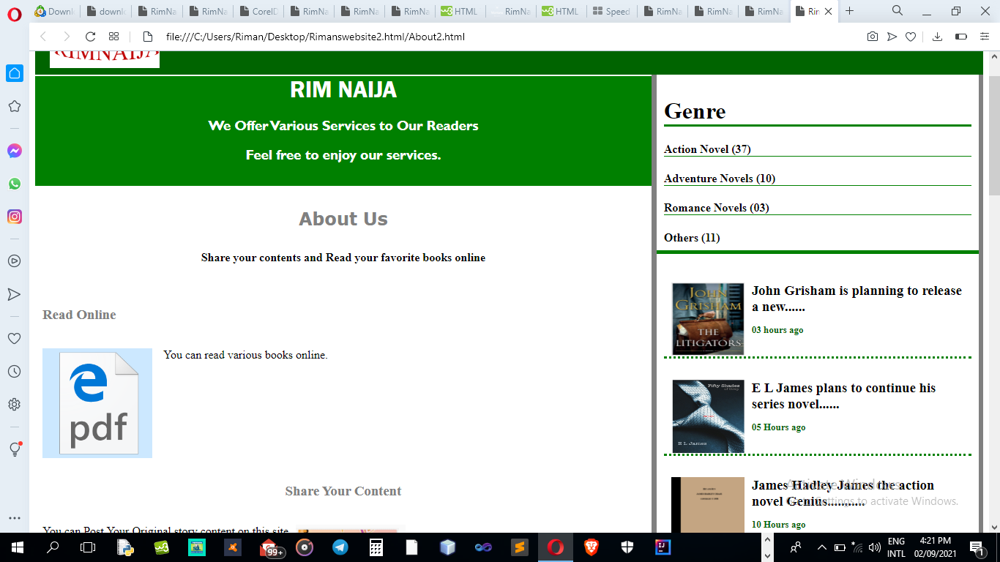 Downl
downlo
RimNa
RimNa
CorelD
RimNa
RimNa
RimNa
HTML
RimNa
HTML
Speed
RimNa
RimNa
RimNa
Rim
file:///C:/Users/Riman/Desktop/Rimanswebsite2.html/About2.html
RIMNAIJA
RIM NAIJA
We Offer Various Services to Our Readers
Feel free to enjoy our services.
About Us
Share your contents and Read your favorite books online
Read Online
pdf
You can read various books online.
Share Your Content
You can Post Your Original story content on this site
Genre
Action Novel (37)
Adventure Novels (10)
Romance Novels (03)
Others (11)
JOHN
GRISHAM
THE
LITIGATORS
John Grisham is planning to release
a new......
03 hours ago
Fifty Shades
E L James
E L James plans to continue his
series novel......
05 Hours ago
James Hadley James the action
novel Genius...........
10 Hours ago
Activate Windows
Go to Settings to activate Windows.
99+
ENG
INTL
4:21 PM
02/09/2021
1